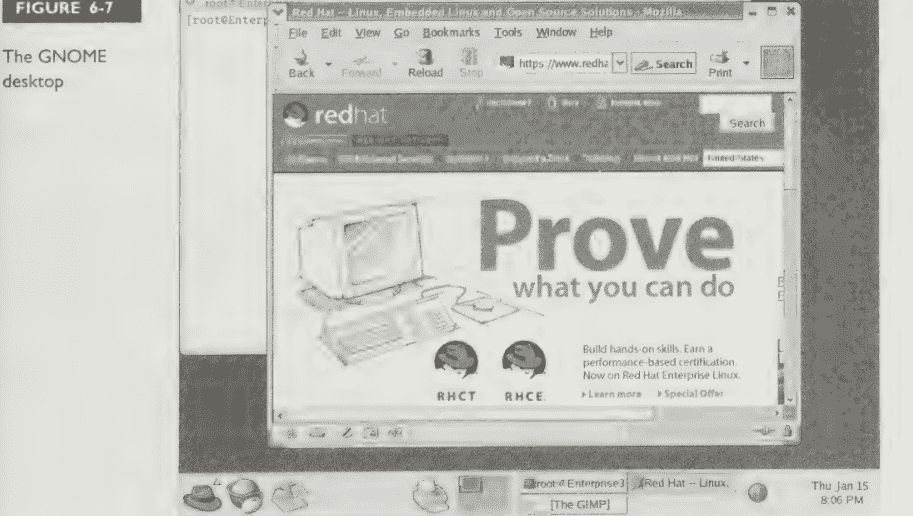 FIGURE 6-7
The GNOME
desktop
root@Enterp
[root@Enterp
Red Hat -- Linux, Embedded Linux and Open Source Solutions - Mozilla
File Edit View Go Bookmarks Tools Window Help
Back Forward Reload Stop https://www.redha Search Print
redhat
Search
United States
Prove
what you can do
Build hands-on skills. Earn a
performance-based certification.
Now on Red Hat Enterprise Linux.
RHCT RHCE
Learn more Special Offer
root@Enterprise3 Red Hat -- Linux,
[The GIMP]
Thu Jan 15
8:06 PM